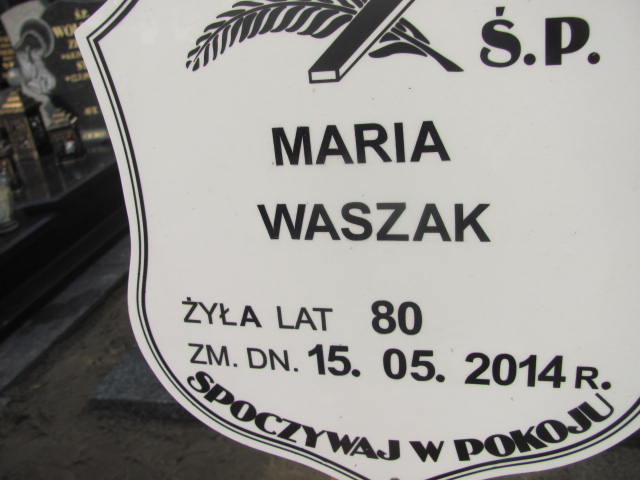 Ś.P.
MARIA
WASZAK
ŻYŁA LAT 80
ZM. DN. 15. 05. 2014 R.
SPOCZYWAJ W POKOJU